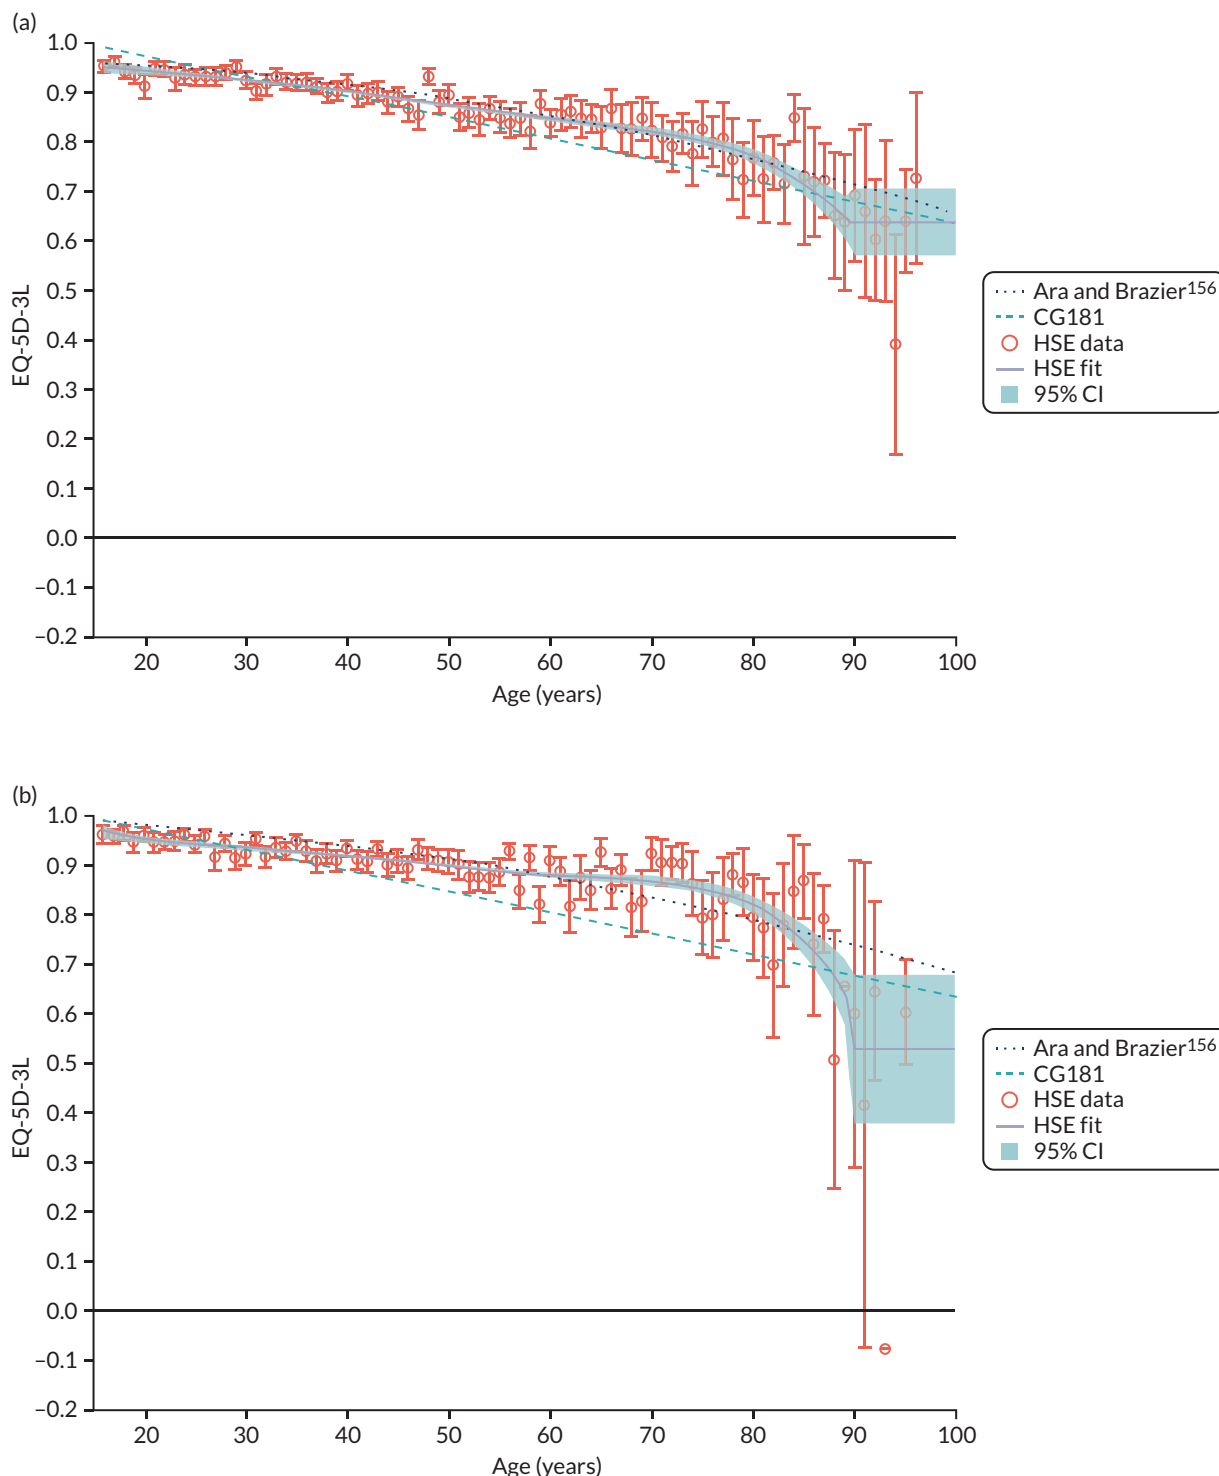 (a)
1.0
0.9
0.8
0.7
0.6
0.5
0.4
0.3
0.2
0.1
0.0
–0.1
–0.2
EQ-5D-3L
20 30 40 50 60 70 80 90 100
Age (years)
Ara and Brazier156
CG181
HSE data
HSE fit
95% CI
(b)
1.0
0.9
0.8
0.7
0.6
0.5
0.4
0.3
0.2
0.1
0.0
–0.1
–0.2
EQ-5D-3L
20 30 40 50 60 70 80 90 100
Age (years)
Ara and Brazier156
CG181
HSE data
HSE fit
95% CI